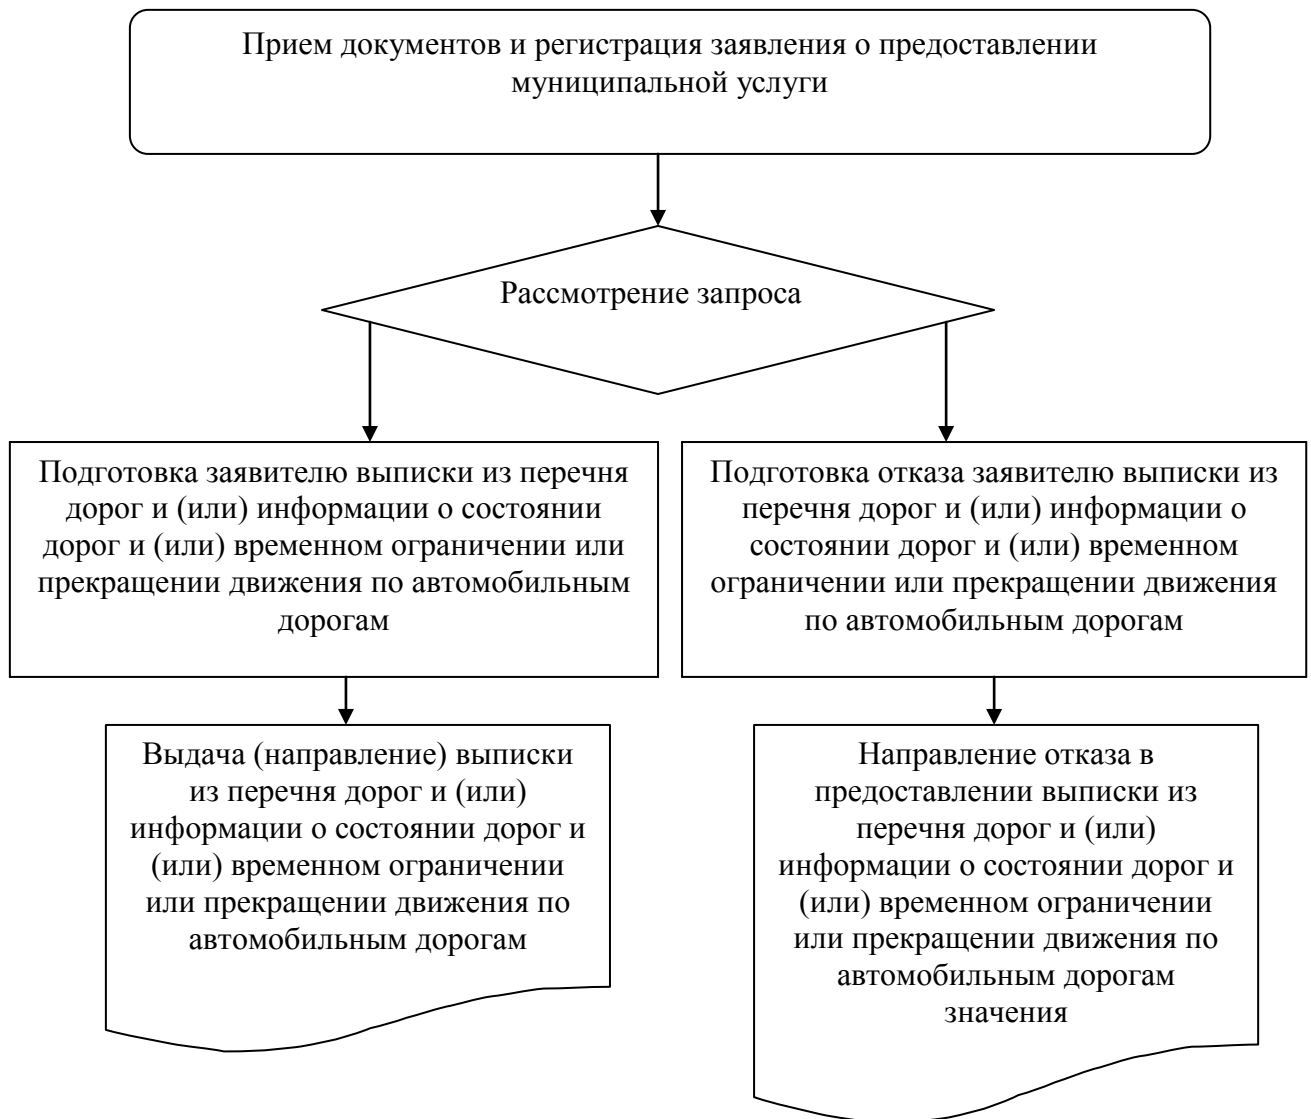 Прием документов и регистрация заявления о предоставлении
муниципальной услуги
Рассмотрение запроса
Подготовка заявителю выписки из перечня
дорог и (или) информации о состоянии
дорог и (или) временном ограничении или
прекращении движения по автомобильным
дорогам
Подготовка отказа заявителю выписки из
перечня дорог и (или) информации о
состоянии дорог и (или) временном
ограничении или прекращении движения
по автомобильным дорогам
Выдача (направление) выписки
из перечня дорог и (или)
информации о состоянии дорог и
(или) временном ограничении
или прекращении движения по
автомобильным дорогам
Направление отказа в
предоставлении выписки из
перечня дорог и (или)
информации о состоянии дорог и
(или) временном ограничении
или прекращении движения по
автомобильным дорогам
значения